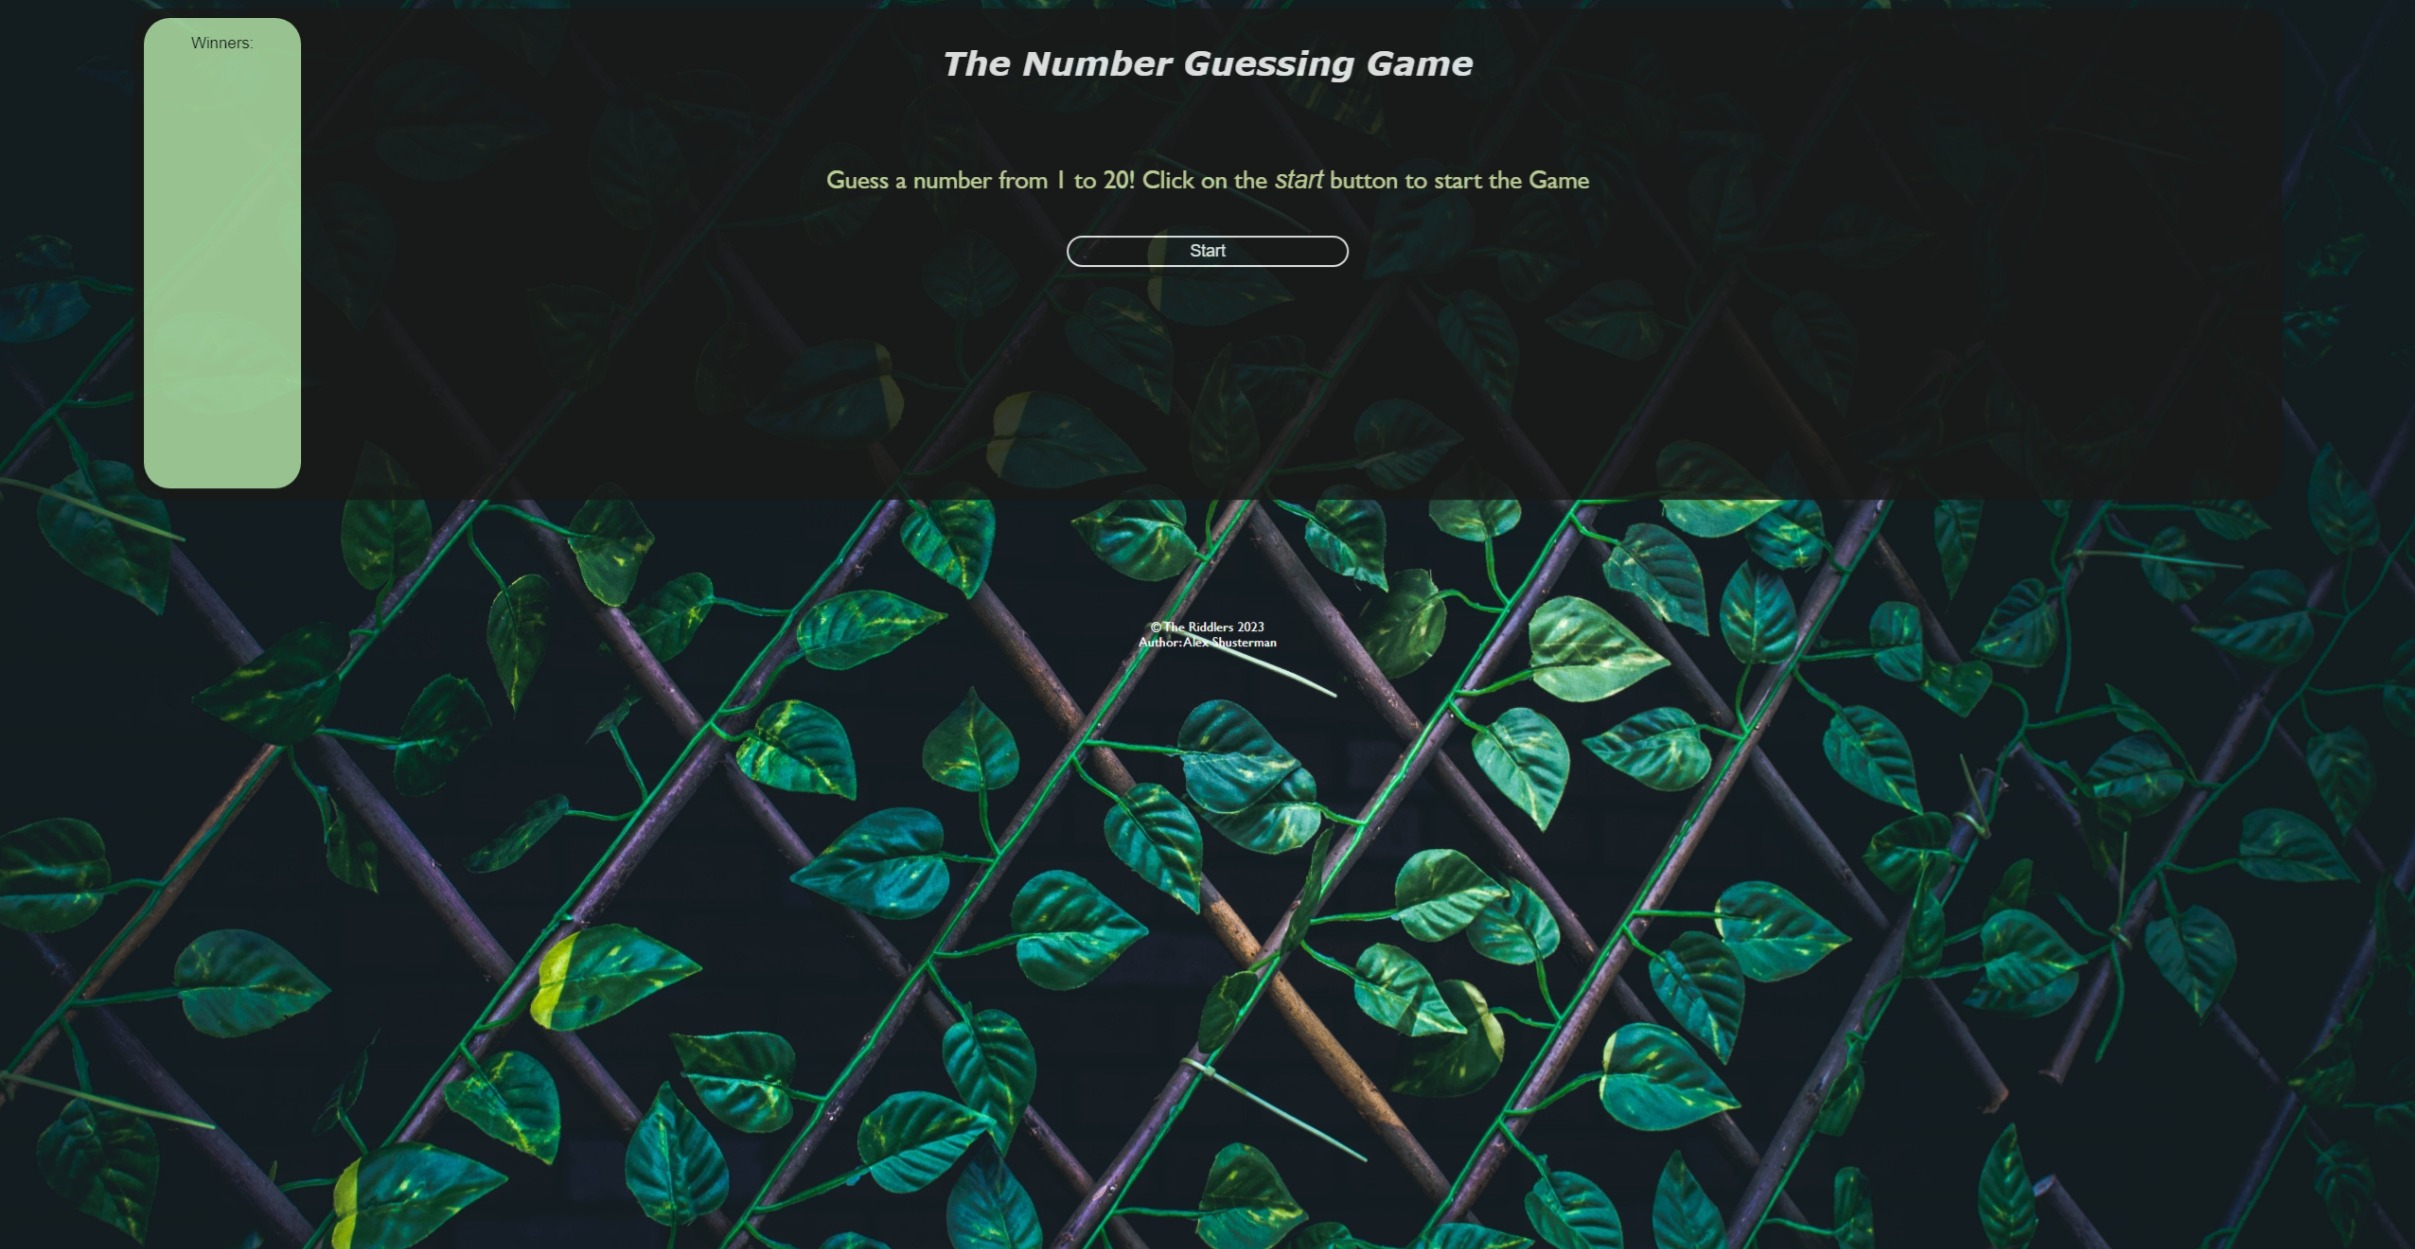 Winners:
The Number Guessing Game
Guess a number from 1 to 20! Click on the start button to start the Game
Start
©The Riddlers 2023
Author: Alex Shusterman